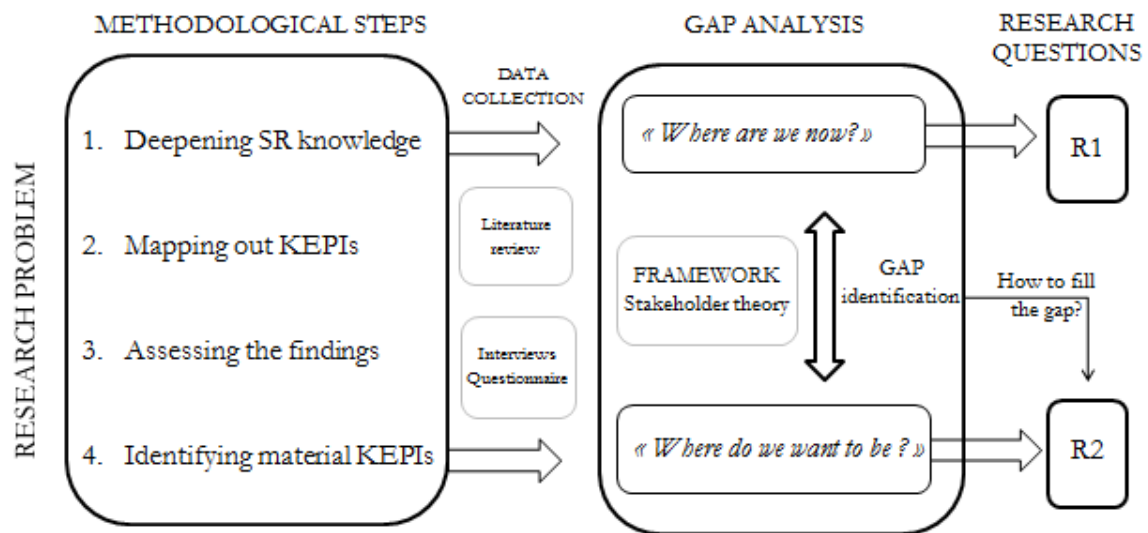 METHODOLOGICAL STEPS
GAP ANALYSIS
RESEARCH
QUESTIONS
RESEARCH PROBLEM
1. Deepening SR knowledge
2. Mapping out KEPIs
3. Assessing the findings
4. Identifying material KEPIs
DATA
COLLECTION
Literature
review
Interviews
Questionnaire
« Where are we now? »
FRAMEWORK
Stakeholder theory
GAP
identification
« Where do we want to be ? »
R1
How to fill
the gap?
R2